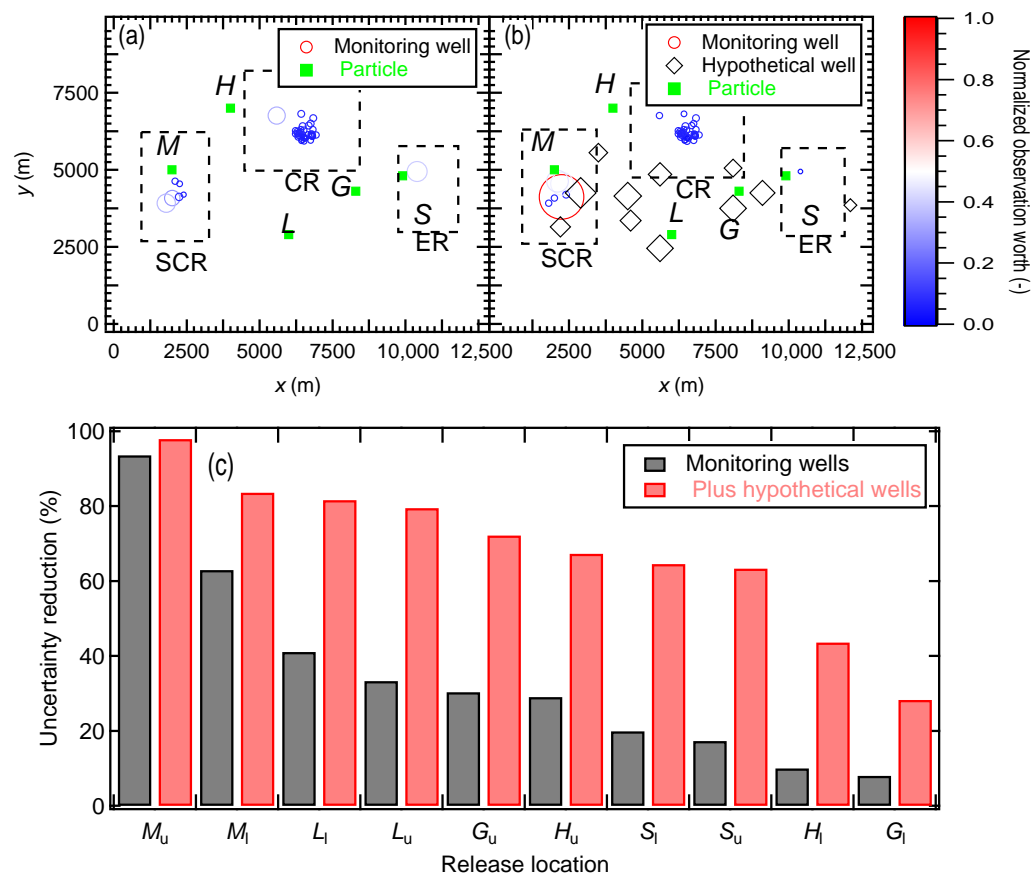 (a)
Monitoring well
Particle
H
M
CR
G
L
S
SCR
ER
y (m)
7500
5000
2500
0
0 2500 5000 7500 10,000 12,500
x (m)
(b)
Monitoring well
Hypothetical well
Particle
H
M
CR
L
G
S
SCR
ER
2500 5000 7500 10,000 12,500
x (m)
1.0
0.8
0.6
0.4
0.2
0.0
Normalized observation worth (-)
(c)
Monitoring wells
Plus hypothetical wells
Uncertainty reduction (%)
100
80
60
40
20
0
Mu Ml Ll Lu Gu Hu Sl Su Hl Gl
Release location